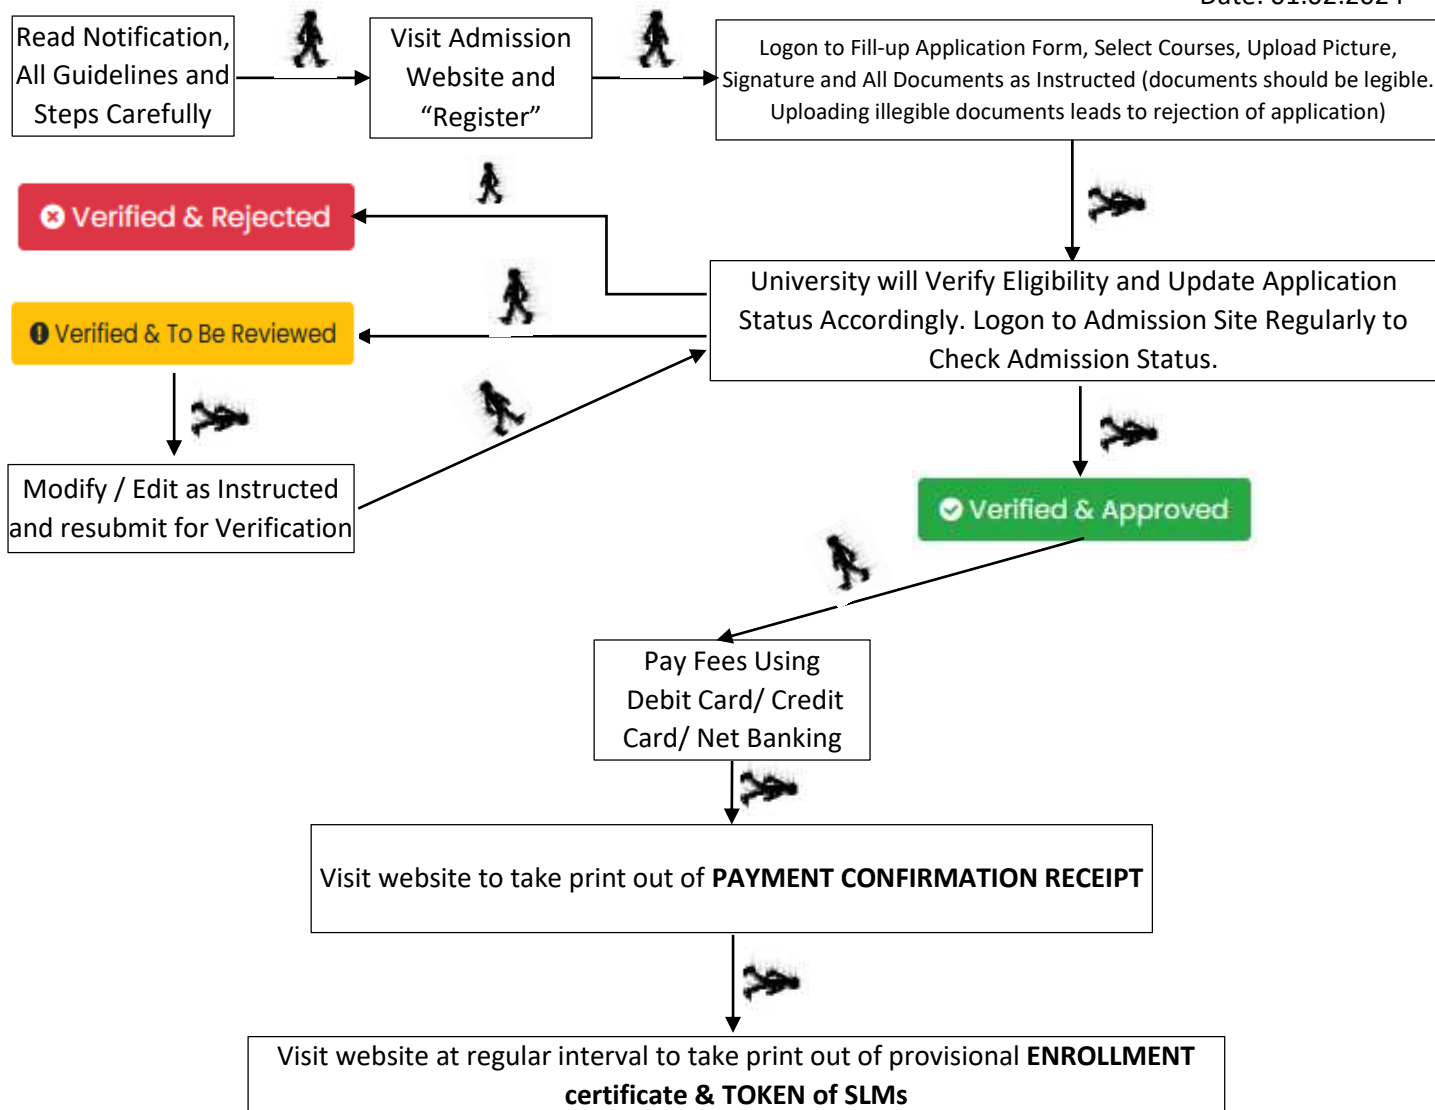 Date: 01.02.2024
Read Notification,
All Guidelines and
Steps Carefully
Visit Admission
Website and
“Register”
Logon to Fill-up Application Form, Select Courses, Upload Picture,
Signature and All Documents as Instructed (documents should be legible.
Uploading illegible documents leads to rejection of application)
Verified & Rejected
University will Verify Eligibility and Update Application
Status Accordingly. Logon to Admission Site Regularly to
Check Admission Status.
Verified & To Be Reviewed
Modify / Edit as Instructed
and resubmit for Verification
Verified & Approved
Pay Fees Using
Debit Card/ Credit
Card/ Net Banking
Visit website to take print out of PAYMENT CONFIRMATION RECEIPT
Visit website at regular interval to take print out of provisional ENROLLMENT
certificate & TOKEN of SLMs